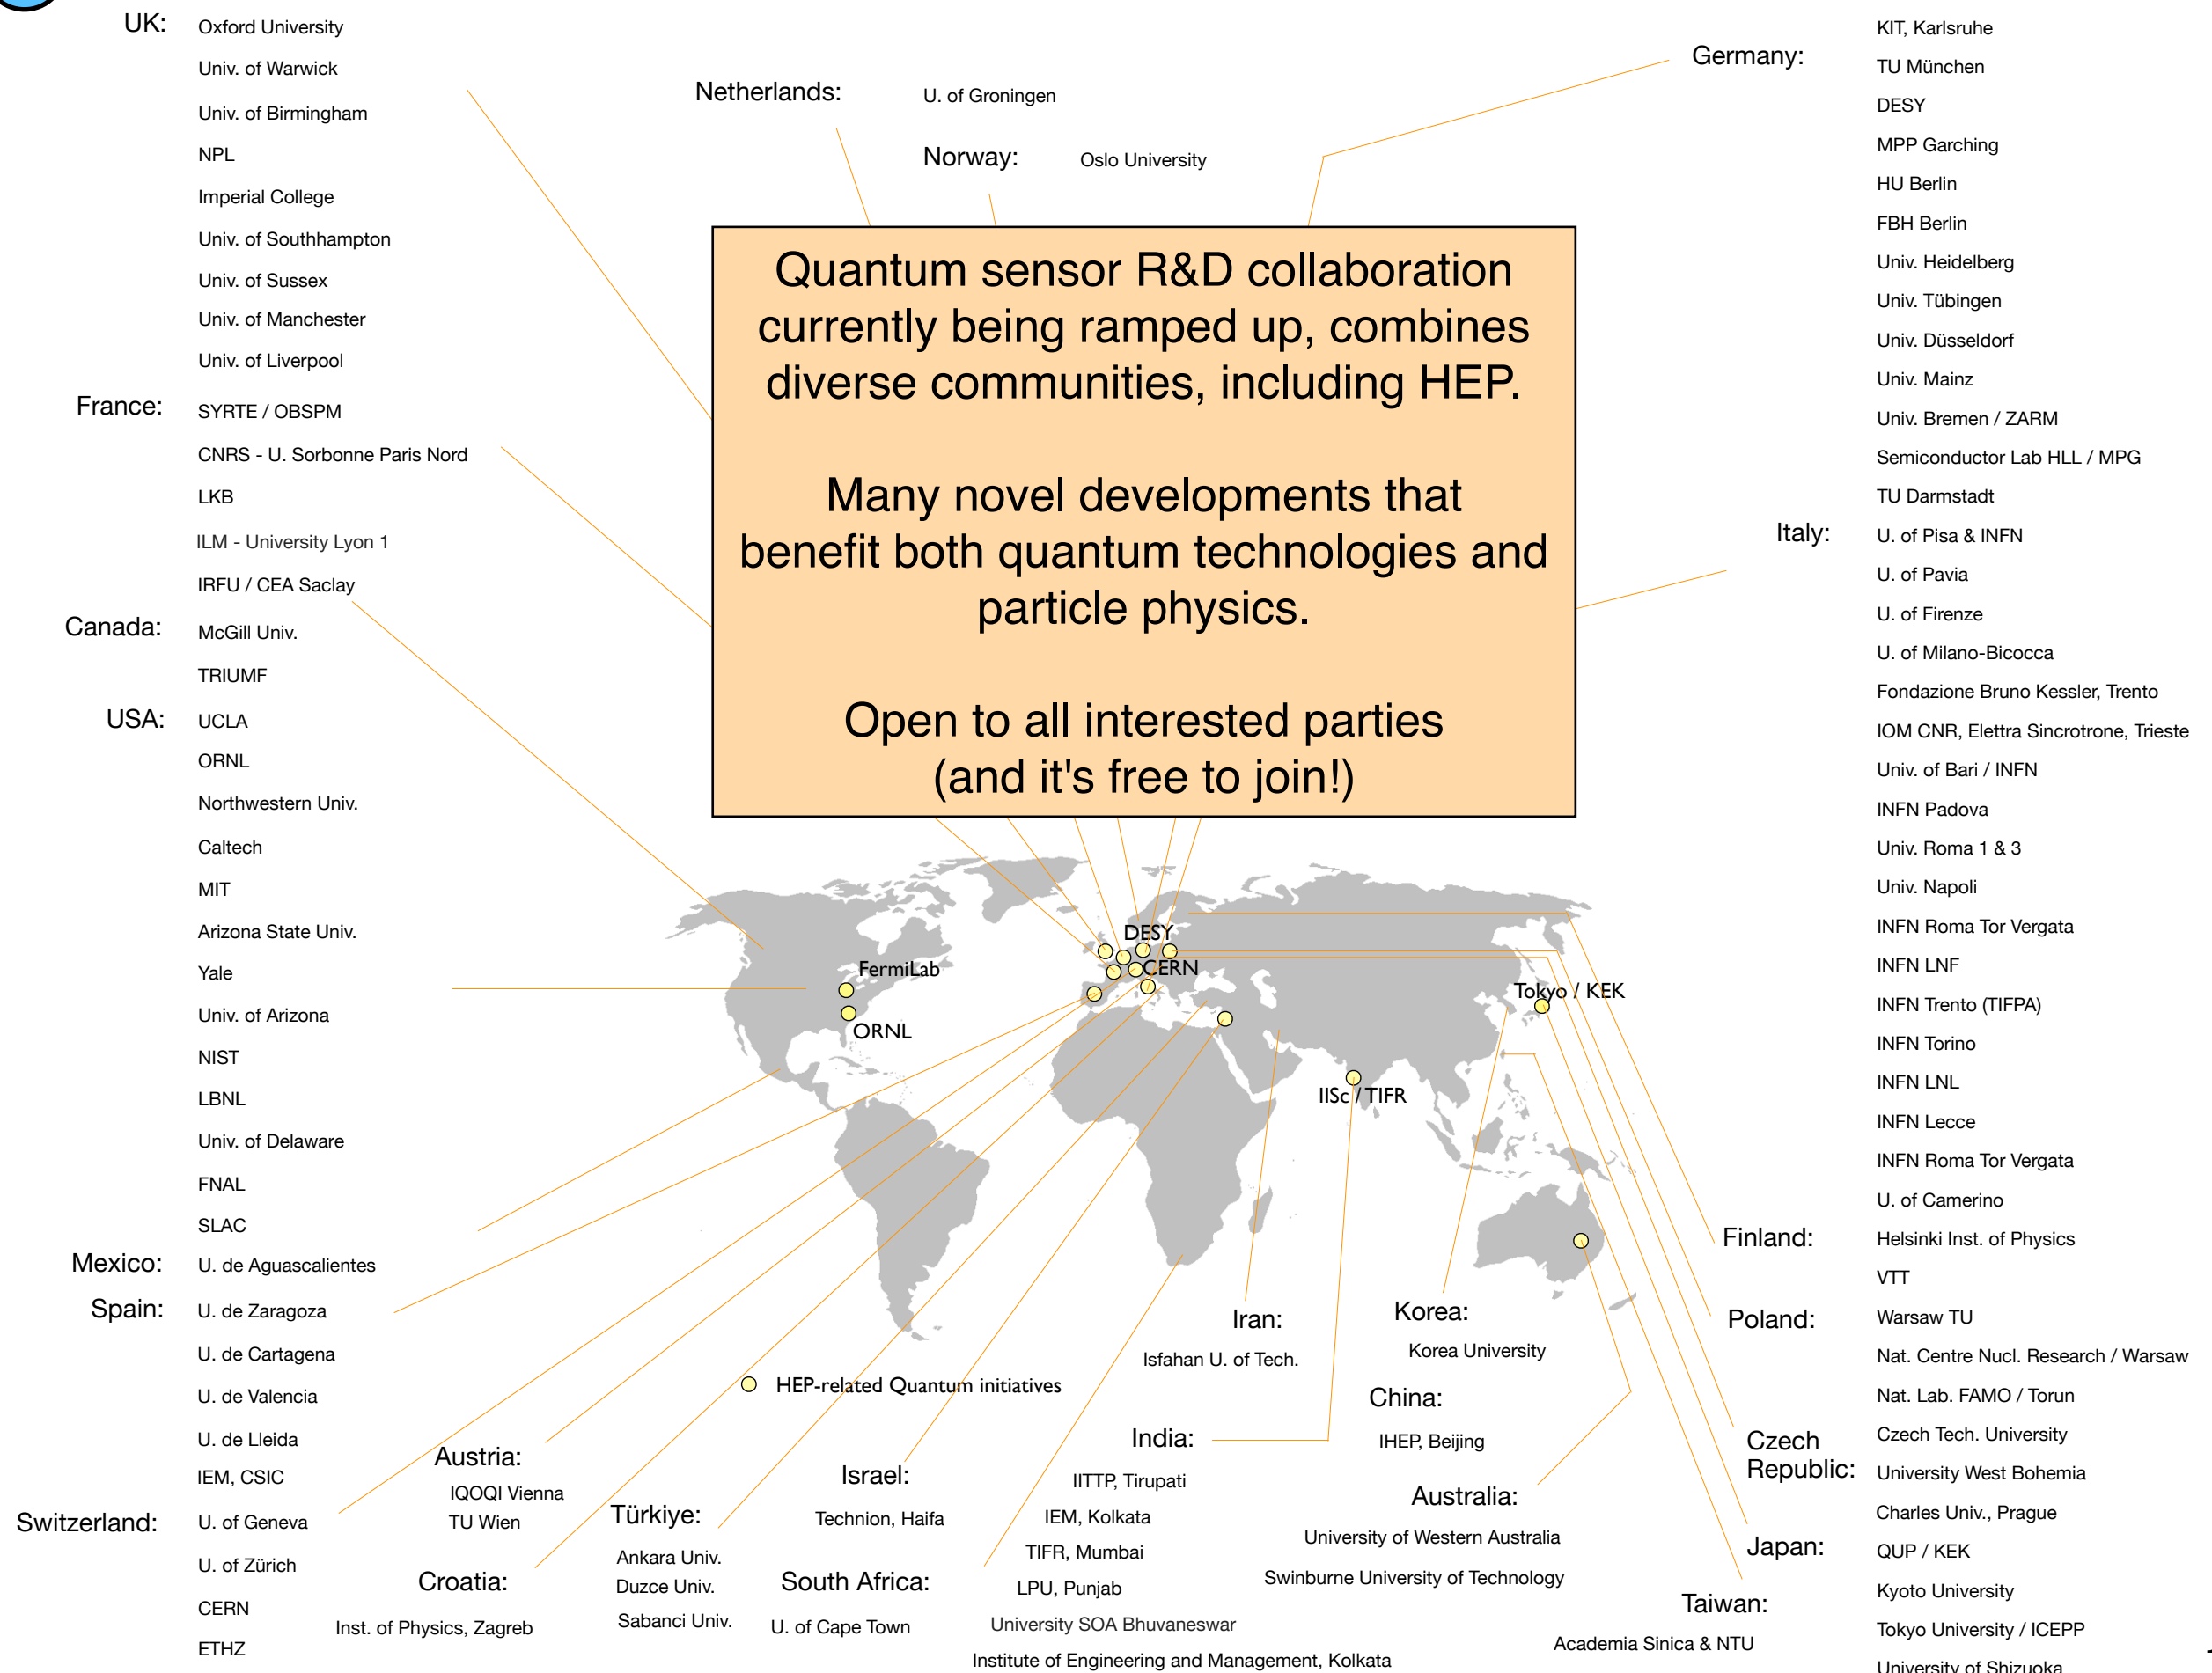 UK:
Oxford University
Univ. of Warwick
Univ. of Birmingham
NPL
Imperial College
Univ. of Southhampton
Univ. of Sussex
Univ. of Manchester
Univ. of Liverpool
France:
SYRTE / OBSPM
CNRS - U. Sorbonne Paris Nord
LKB
ILM - University Lyon 1
IRFU / CEA Saclay
Canada:
McGill Univ.
TRIUMF
USA:
UCLA
ORNL
Northwestern Univ.
Caltech
MIT
Arizona State Univ.
Yale
Univ. of Arizona
NIST
LBNL
Univ. of Delaware
FNAL
SLAC
Mexico:
U. de Aguascalientes
Spain:
U. de Zaragoza
U. de Cartagena
U. de Valencia
U. de Lleida
IEM, CSIC
Switzerland:
U. of Geneva
U. of Zürich
CERN
ETHZ
Netherlands:
U. of Groningen
Norway:
Oslo University
Quantum sensor R&D collaboration
currently being ramped up, combines
diverse communities, including HEP.
Many novel developments that
benefit both quantum technologies and
particle physics.
Open to all interested parties
(and it's free to join!)
DESY
CERN
FermiLab
ORNL
Tokyo / KEK
IISc / TIFR
HEP-related Quantum initiatives
Austria:
IQOQI Vienna
TU Wien
Croatia:
Inst. of Physics, Zagreb
Türkiye:
Ankara Univ.
Duzce Univ.
Sabanci Univ.
Israel:
Technion, Haifa
South Africa:
U. of Cape Town
Iran:
Isfahan U. of Tech.
India:
IITTP, Tirupati
IEM, Kolkata
TIFR, Mumbai
LPU, Punjab
University SOA Bhuvaneswar
Institute of Engineering and Management, Kolkata
Korea:
Korea University
China:
IHEP, Beijing
Australia:
University of Western Australia
Swinburne University of Technology
Taiwan:
Academia Sinica & NTU
Germany:
KIT, Karlsruhe
TU München
DESY
MPP Garching
HU Berlin
FBH Berlin
Univ. Heidelberg
Univ. Tübingen
Univ. Düsseldorf
Univ. Mainz
Univ. Bremen / ZARM
Semiconductor Lab HLL / MPG
TU Darmstadt
Italy:
U. of Pisa & INFN
U. of Pavia
U. of Firenze
U. of Milano-Bicocca
Fondazione Bruno Kessler, Trento
IOM CNR, Elettra Sincrotrone, Trieste
Univ. of Bari / INFN
INFN Padova
Univ. Roma 1 & 3
Univ. Napoli
INFN Roma Tor Vergata
INFN LNF
INFN Trento (TIFPA)
INFN Torino
INFN LNL
INFN Lecce
INFN Roma Tor Vergata
U. of Camerino
Finland:
Helsinki Inst. of Physics
VTT
Poland:
Warsaw TU
Nat. Centre Nucl. Research / Warsaw
Nat. Lab. FAMO / Torun
Czech
Republic:
Czech Tech. University
University West Bohemia
Charles Univ., Prague
Japan:
QUP / KEK
Kyoto University
Tokyo University / ICEPP
University of Shizuoka